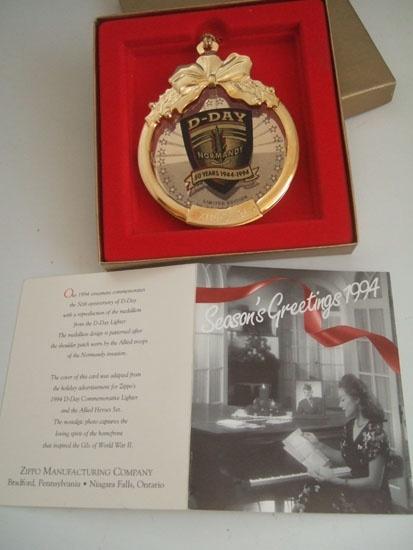 D-DAY
NORMANDY
50 YEARS 1944-1994
LIMITED EDITION
Our 1994 ornament commemorates
the 50th anniversary of D-Day
with a reproduction of the medallion
from the D-Day Lighter.
The medallion design is patterned after
the shoulder patch worn by the Allied troops
of the Normandy invasion.
The cover of this card was adapted from
the holiday advertisement for Zippo's
1994 D-Day Commemorative Lighter
and the Allied Heroes Set.
The nostalgic photo captures the
loving spirit of the homefront
that inspired the GIs of World War II.
ZIPPO MANUFACTURING COMPANY
Bradford, Pennsylvania • Niagara Falls, Ontario
Season's Greetings 1994